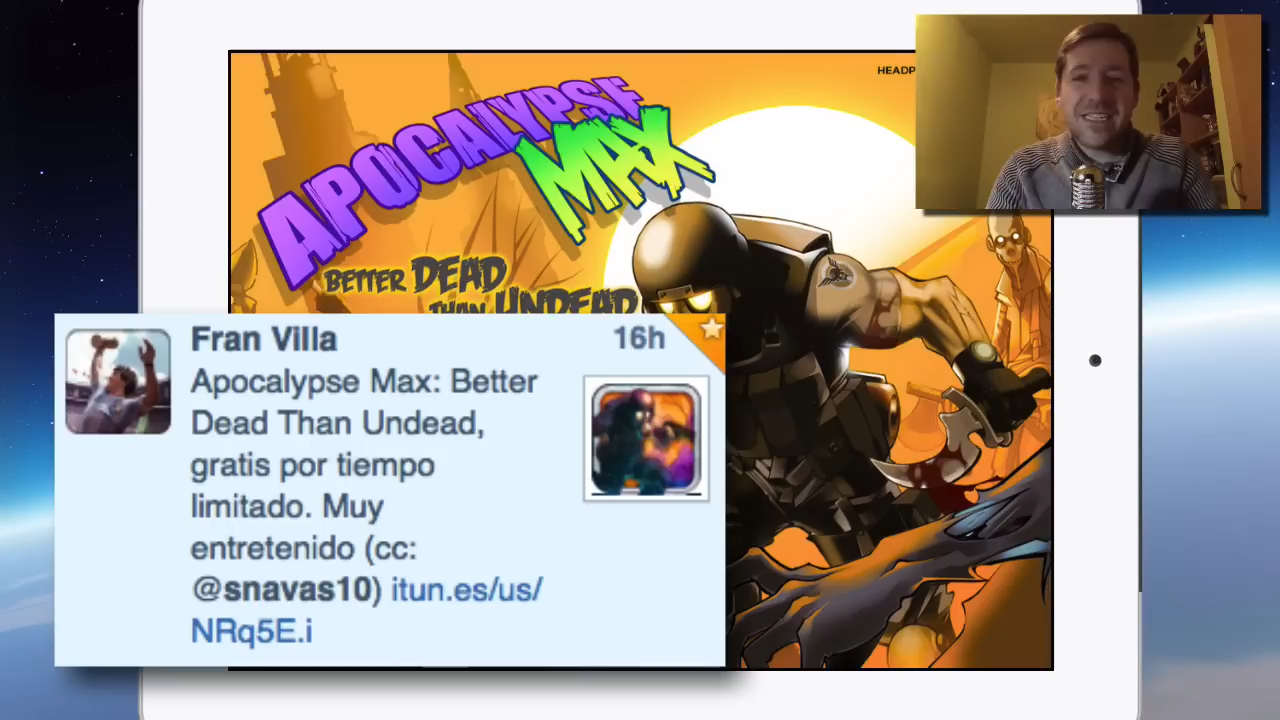 HEADP
APOCALYPSE
MAX
BETTER DEAD
THAN UNDEAD
Fran Villa 16h
Apocalypse Max: Better
Dead Than Undead,
gratis por tiempo
limitado. Muy
entretenido (cc:
@snavas10) itun.es/us/
NRq5E.i